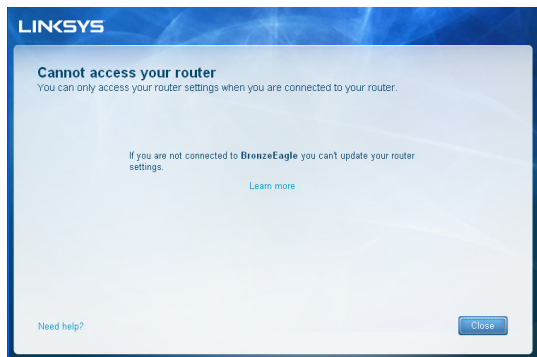 LINKSYS
Cannot access your router
You can only access your router settings when you are connected to your router.
If you are not connected to BronzeEagle you can't update your router
settings.
Learn more
Need help?
Close